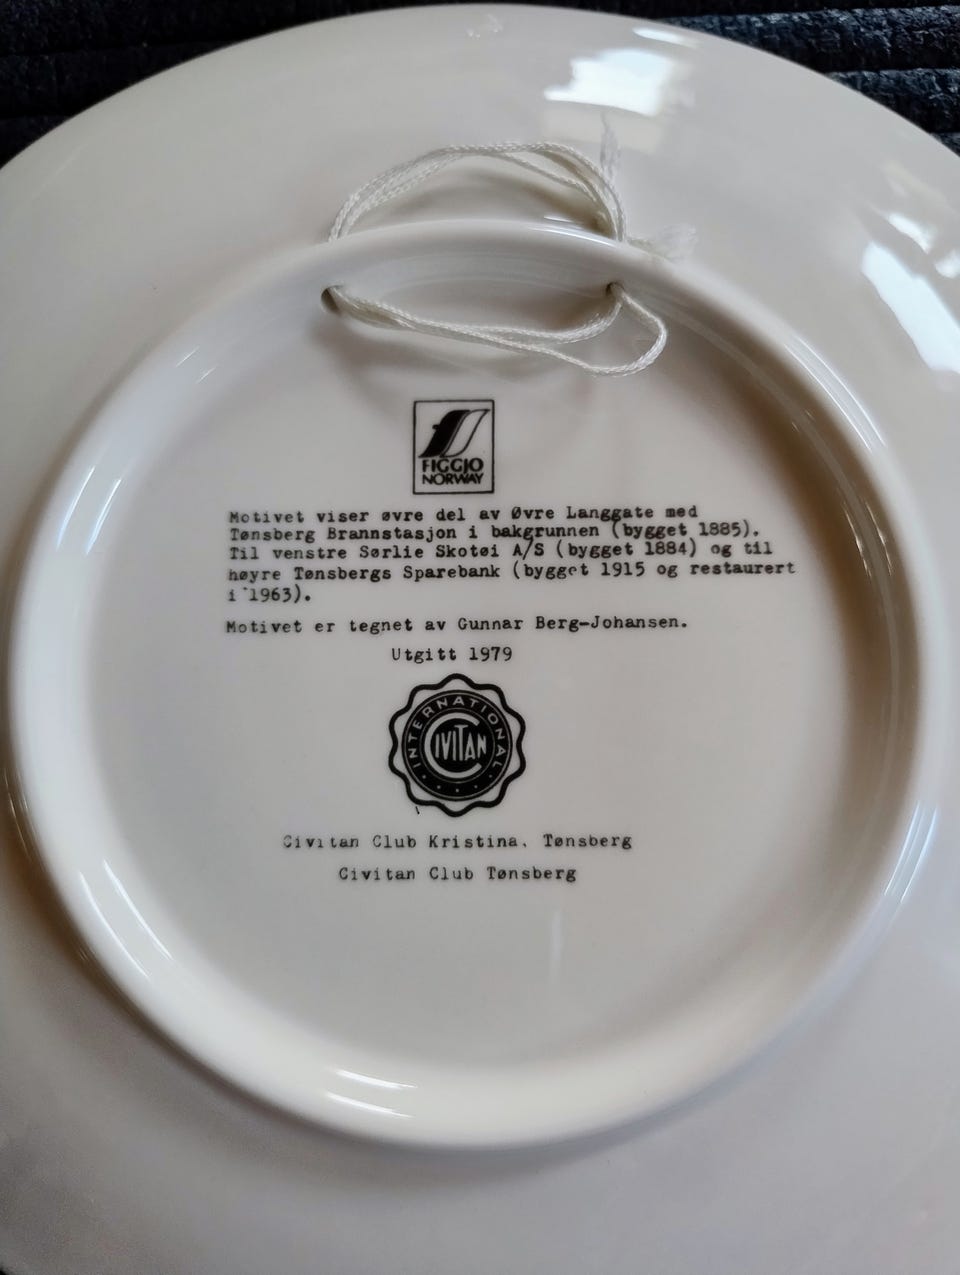 FIGGJO
NORWAY
Motivet viser øvre del av Øvre Langgate med
Tønsberg Brannstasjon i bakgrunnen (bygget 1885).
Til venstre Sørlie Skotøi A/S (bygget 1884) og til
høyre Tønsbergs Sparebank (bygget 1915 og restaurert
i 1963).
Motivet er tegnet av Gunnar Berg-Johansen.
Utgitt 1979
INTERNATIONAL
CIVITAN
Civitan Club Kristina, Tønsberg
Civitan Club Tønsberg